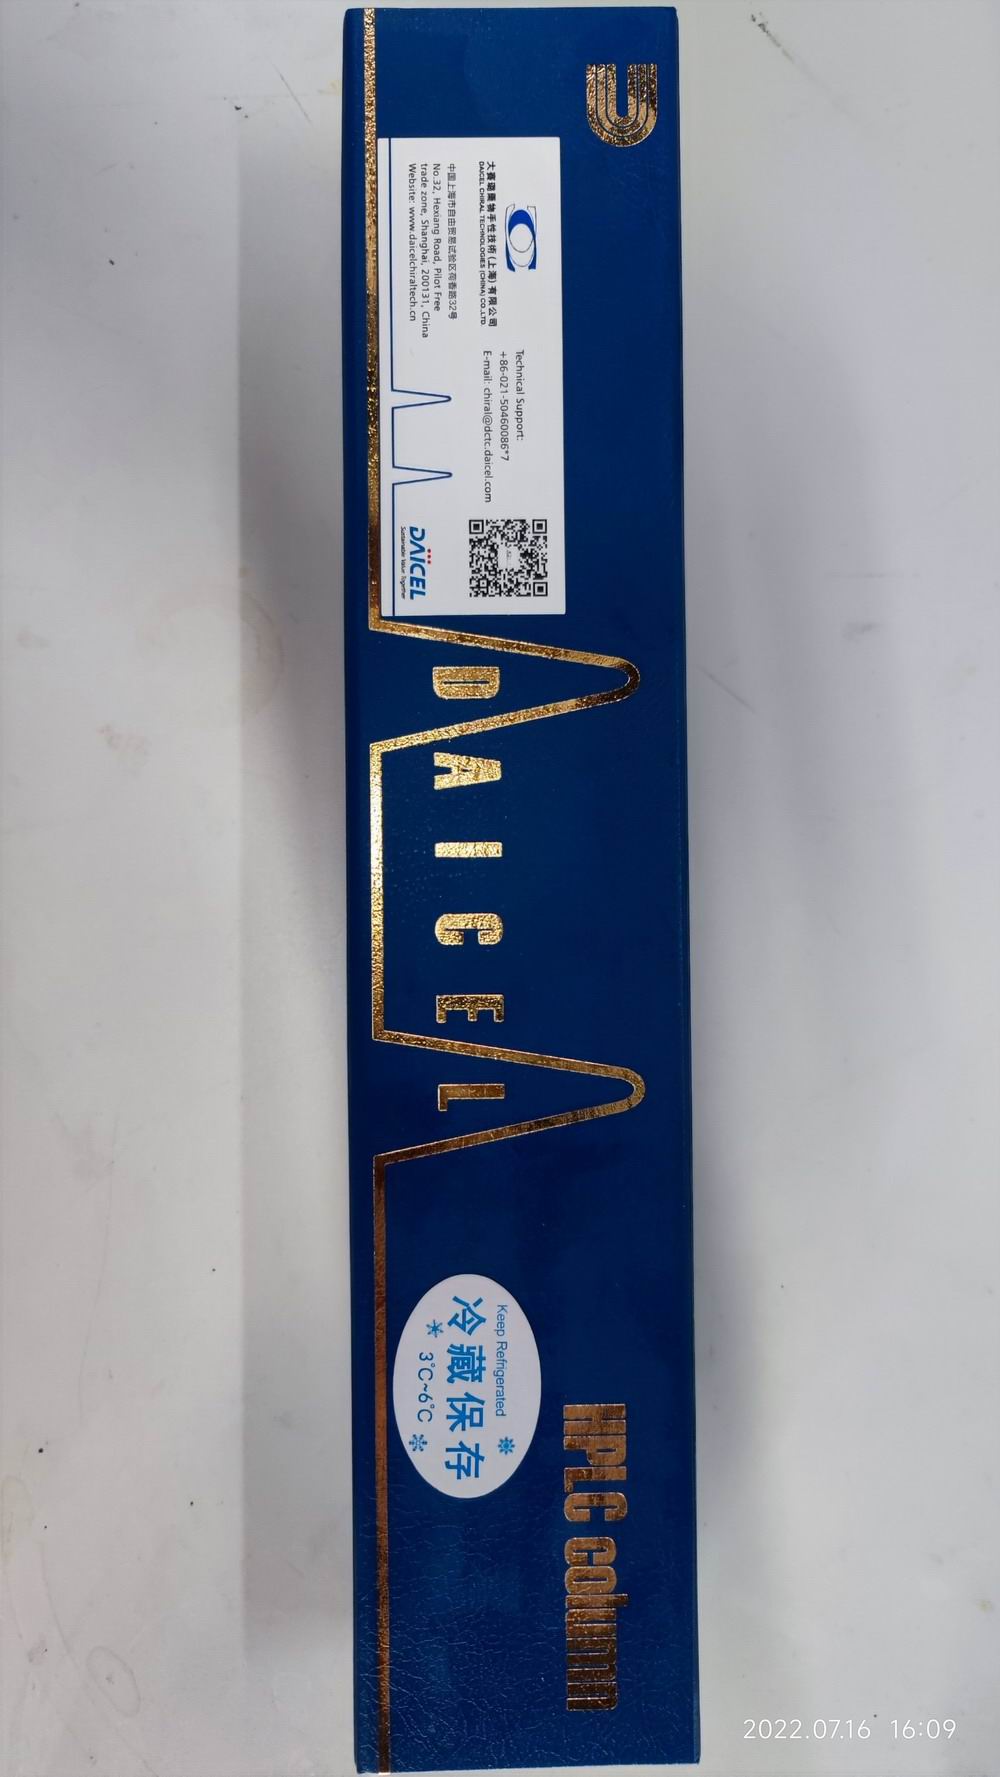 大赛璐药物手性技術(上海)有限公司
DAICEL CHIRAL TECHNOLOGIES (CHINA) CO.,LTD.
中国上海市自由贸易试验区荷香路32号
No.32, Hexiang Road, Pilot Free
trade zone, Shanghai, 200131, China
Website: www.daicelchiraltech.cn
Technical Support:
+86-021-50460086*7
E-mail: chiral@dctc.daicel.com
DAICEL
Sustainable Value Together
DAICEL
Keep Refrigerated
冷藏保存
3°C~6°C
HPLC column
2022.07.16 16:09